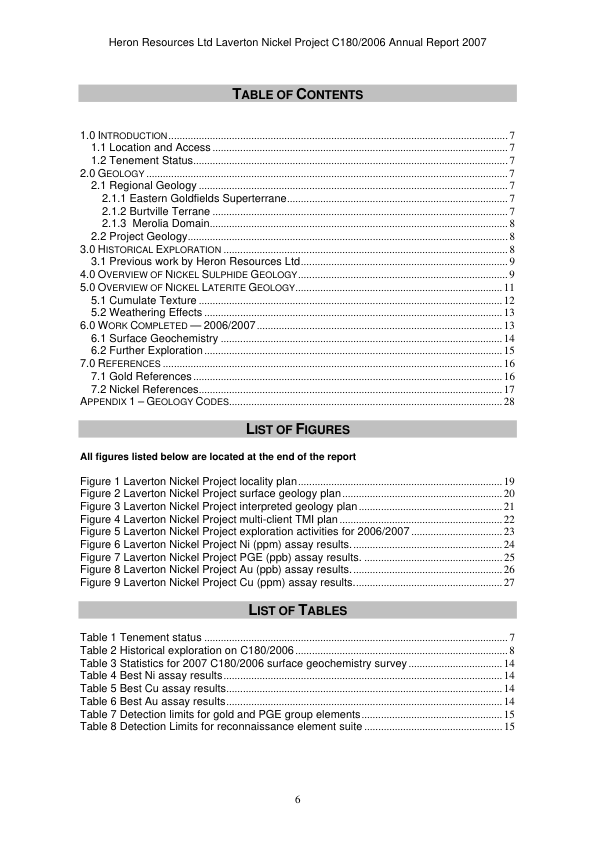 Heron Resources Ltd Laverton Nickel Project C180/2006 Annual Report 2007
TABLE OF CONTENTS
1.0 INTRODUCTION 7
1.1 Location and Access 7
1.2 Tenement Status 7
2.0 GEOLOGY 7
2.1 Regional Geology 7
2.1.1 Eastern Goldfields Superterrane 7
2.1.2 Burtville Terrane 7
2.1.3 Merolia Domain 8
2.2 Project Geology 8
3.0 HISTORICAL EXPLORATION 8
3.1 Previous work by Heron Resources Ltd 9
4.0 OVERVIEW OF NICKEL SULPHIDE GEOLOGY 9
5.0 OVERVIEW OF NICKEL LATERITE GEOLOGY 11
5.1 Cumulate Texture 12
5.2 Weathering Effects 13
6.0 WORK COMPLETED — 2006/2007 13
6.1 Surface Geochemistry 14
6.2 Further Exploration 15
7.0 REFERENCES 16
7.1 Gold References 16
7.2 Nickel References 17
APPENDIX 1 – GEOLOGY CODES 28
LIST OF FIGURES
All figures listed below are located at the end of the report
Figure 1 Laverton Nickel Project locality plan 19
Figure 2 Laverton Nickel Project surface geology plan 20
Figure 3 Laverton Nickel Project interpreted geology plan 21
Figure 4 Laverton Nickel Project multi-client TMI plan 22
Figure 5 Laverton Nickel Project exploration activities for 2006/2007 23
Figure 6 Laverton Nickel Project Ni (ppm) assay results. 24
Figure 7 Laverton Nickel Project PGE (ppb) assay results. 25
Figure 8 Laverton Nickel Project Au (ppb) assay results. 26
Figure 9 Laverton Nickel Project Cu (ppm) assay results. 27
LIST OF TABLES
Table 1 Tenement status 7
Table 2 Historical exploration on C180/2006 8
Table 3 Statistics for 2007 C180/2006 surface geochemistry survey 14
Table 4 Best Ni assay results 14
Table 5 Best Cu assay results 14
Table 6 Best Au assay results 14
Table 7 Detection limits for gold and PGE group elements 15
Table 8 Detection Limits for reconnaissance element suite 15
6